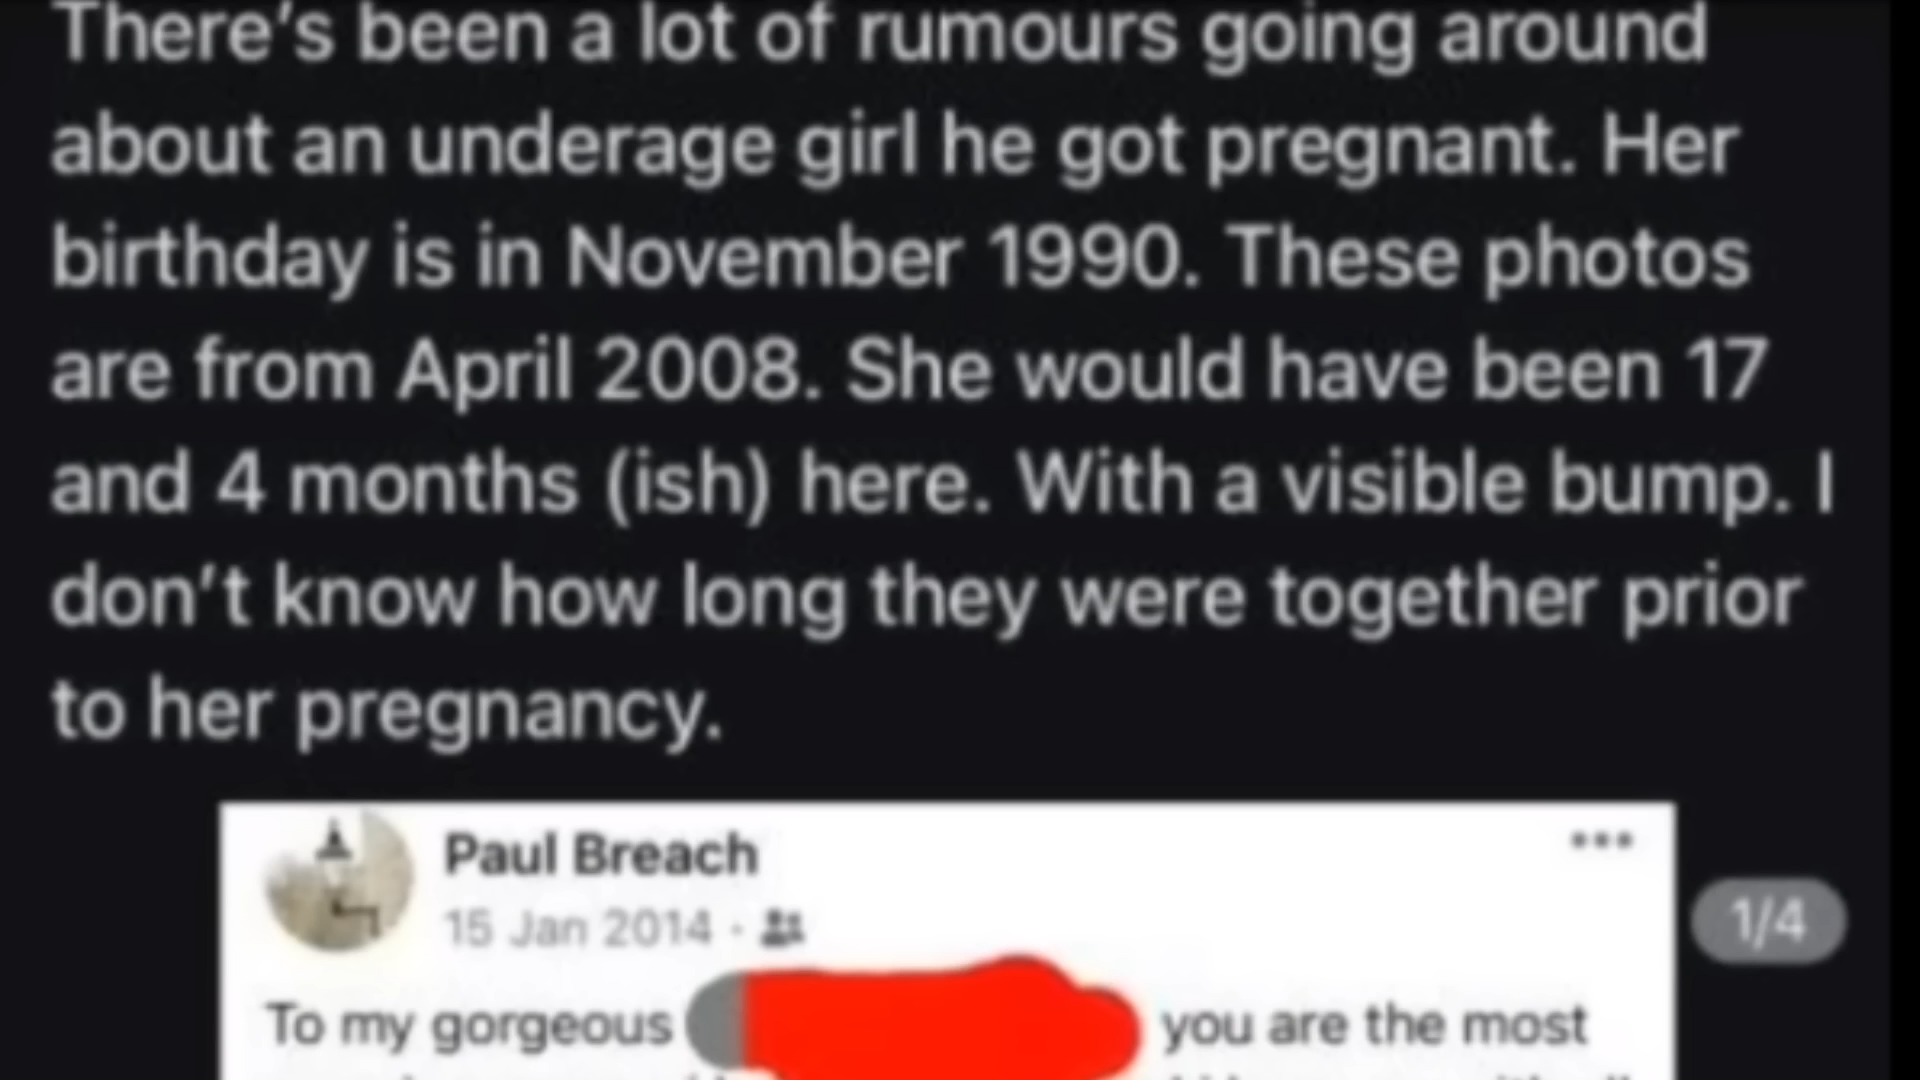 There's been a lot of rumours going around
about an underage girl he got pregnant. Her
birthday is in November 1990. These photos
are from April 2008. She would have been 17
and 4 months (ish) here. With a visible bump. I
don't know how long they were together prior
to her pregnancy.
Paul Breach
15 Jan 2014 ·
1/4
To my gorgeous you are the most